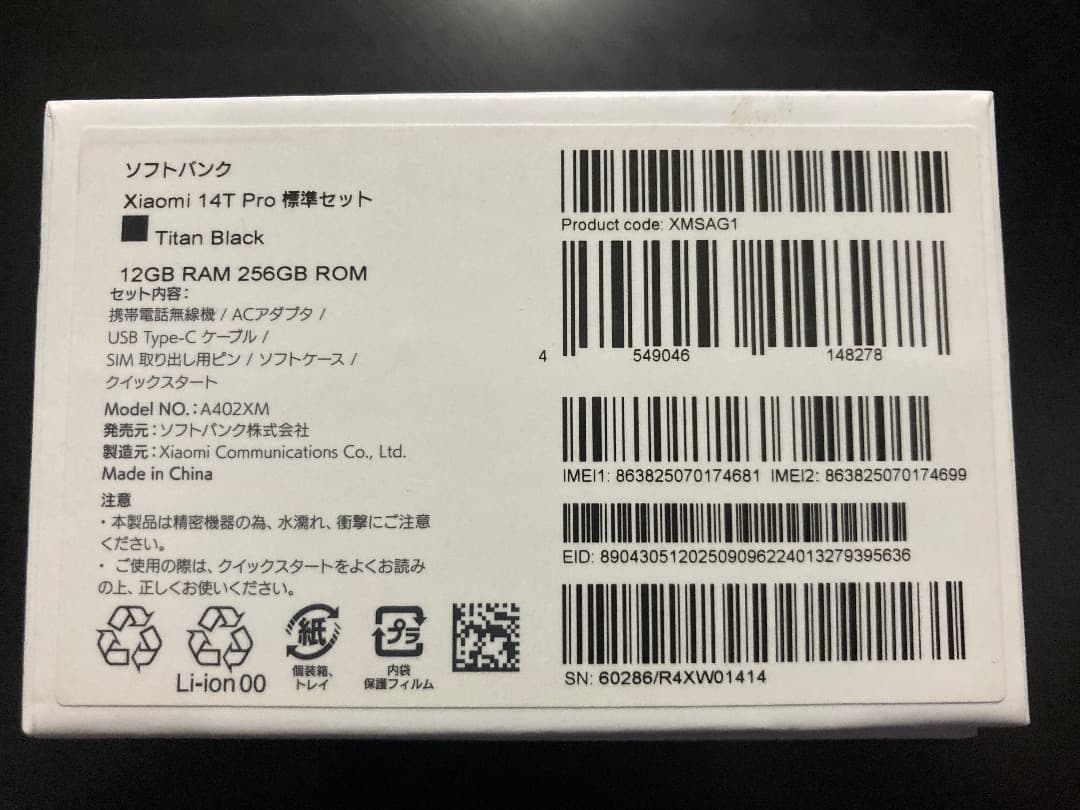 ソフトバンク
Xiaomi 14T Pro 標準セット
Titan Black
12GB RAM 256GB ROM
セット内容:
携帯電話無線機 / ACアダプタ /
USB Type-C ケーブル /
SIM 取り出し用ピン / ソフトケース /
クイックスタート
Model NO.:A402XM
発売元:ソフトバンク株式会社
製造元:Xiaomi Communications Co., Ltd.
Made in China
注意
・本製品は精密機器の為、水濡れ、衝撃にご注意
ください。
・ご使用の際は、クイックスタートをよくお読み
の上、正しくお使いください。
Li-ion 00
紙
個装箱、
トレイ
プラ
内袋
保護フィルム
Product code: XMSAG1
4 549046 148278
IMEI1: 863825070174681 IMEI2: 863825070174699
EID: 89043051202509096224013279395636
SN: 60286/R4XW01414